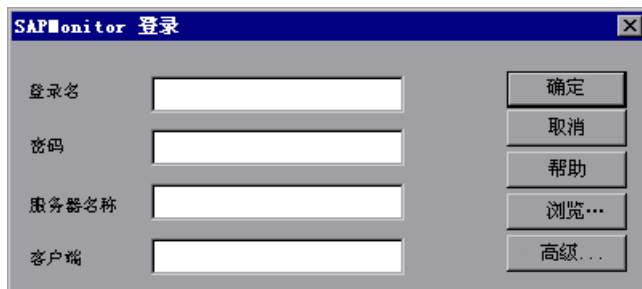 SAPMonitor 登录
登录名
确定
取消
密码
帮助
服务器名称
浏览…
客户端
高级...